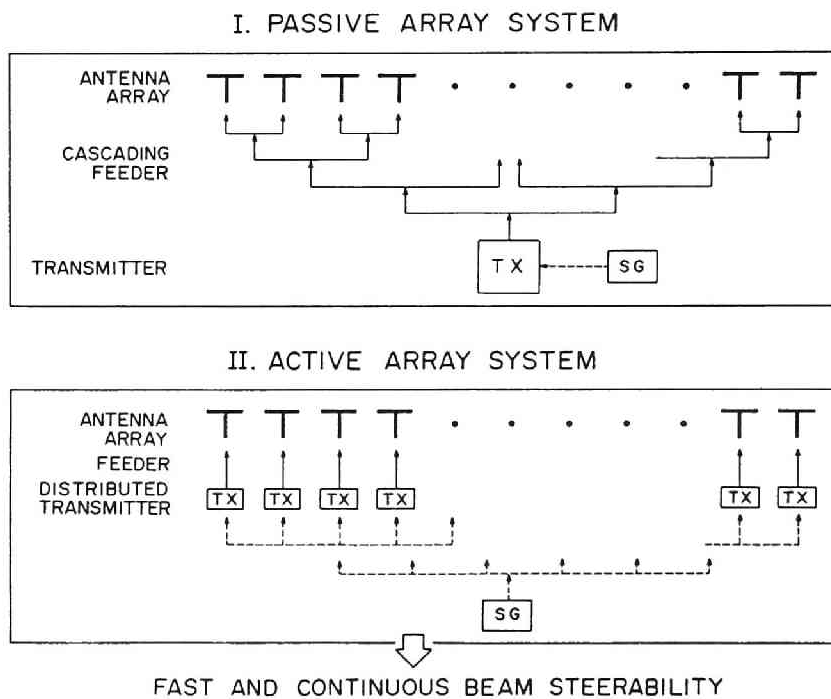 I. PASSIVE ARRAY SYSTEM
ANTENNA
ARRAY
CASCADING
FEEDER
TRANSMITTER
TX
SG
II. ACTIVE ARRAY SYSTEM
ANTENNA
ARRAY
FEEDER
DISTRIBUTED
TRANSMITTER
TX TX TX TX TX TX
SG
FAST AND CONTINUOUS BEAM STEERABILITY